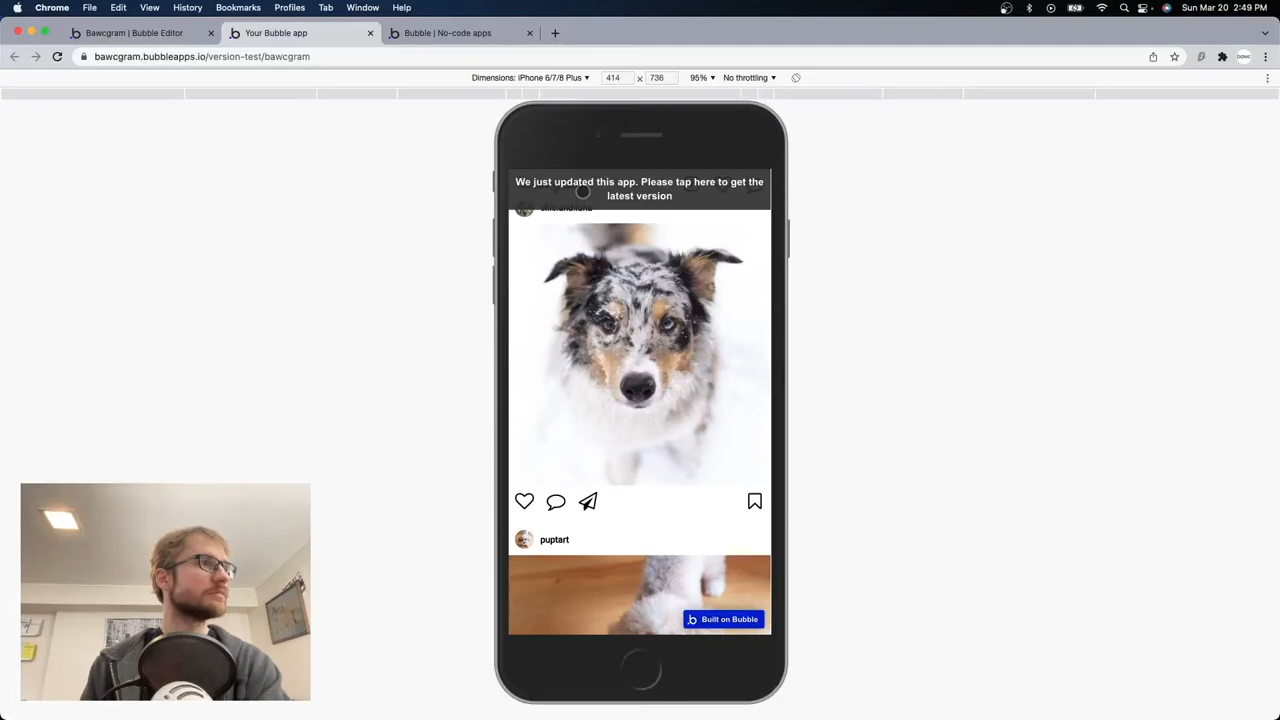 Chrome File Edit View History Bookmarks Profiles Tab Window Help Sun Mar 20 2:49 PM
Bawcgram | Bubble Editor Your Bubble app Bubble | No-code apps
bawcgram.bubbleapps.io/version-test/bawcgram
Dimensions: iPhone 6/7/8 Plus 414 x 736 95% No throttling
We just updated this app. Please tap here to get the
latest version
puptart
Built on Bubble